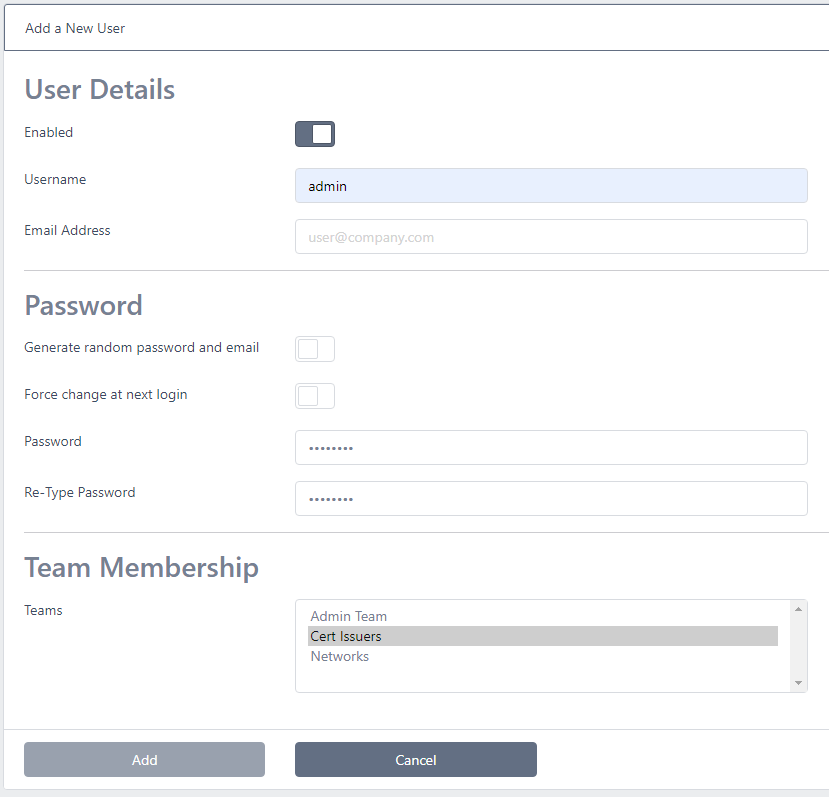 Add a New User
User Details
Enabled
Username
admin
Email Address
user@company.com
Password
Generate random password and email
Force change at next login
Password
••••••••
Re-Type Password
••••••••
Team Membership
Teams
Admin Team
Cert Issuers
Networks
Add
Cancel